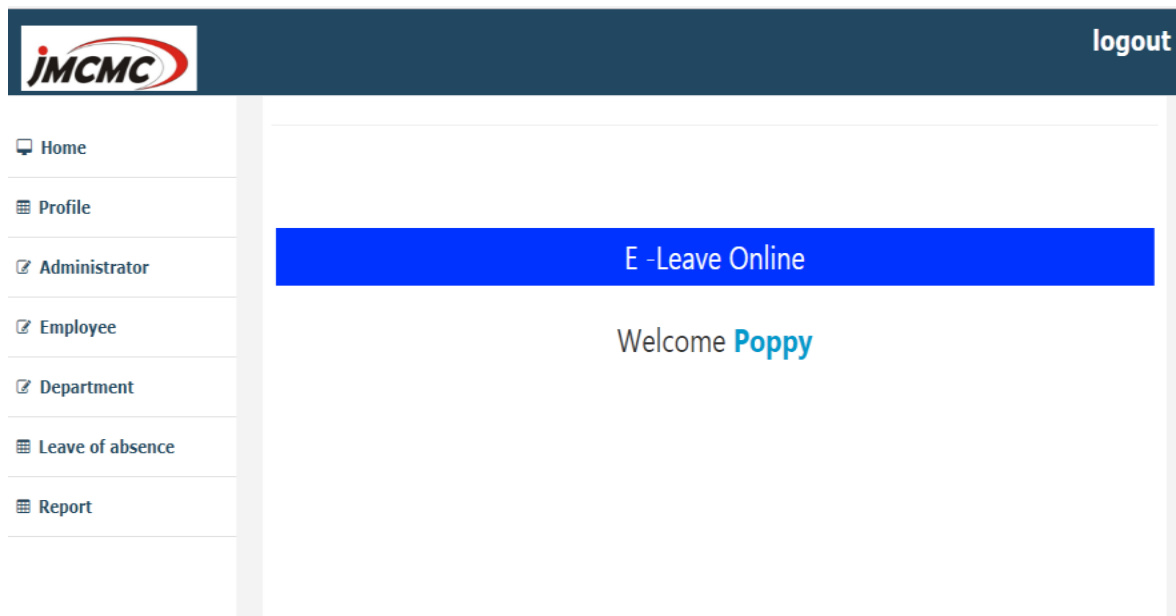 jMCMC
logout
Home
Profile
Administrator
Employee
Department
Leave of absence
Report
E -Leave Online
Welcome Poppy